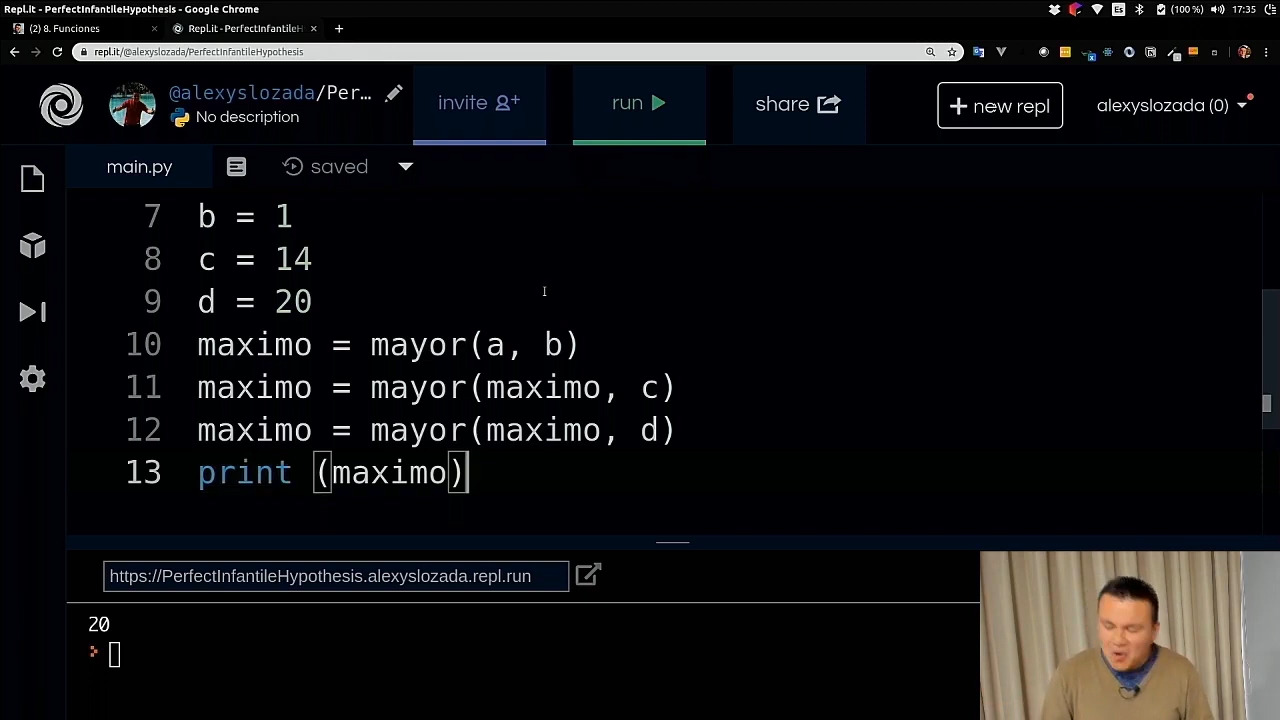 Repl.it - PerfectInfantileHypothesis - Google Chrome
Es
(100 %)
17:35
(2) 8. Funciones
Repl.it - PerfectInfantileH
repl.it/@alexyslozada/PerfectInfantileHypothesis
@alexyslozada/Per...
No description
invite
run
share
+ new repl
alexyslozada (0)
main.py
saved
7 b = 1
8 c = 14
9 d = 20
10 maximo = mayor(a, b)
11 maximo = mayor(maximo, c)
12 maximo = mayor(maximo, d)
13 print (maximo)
https://PerfectInfantileHypothesis.alexyslozada.repl.run
20